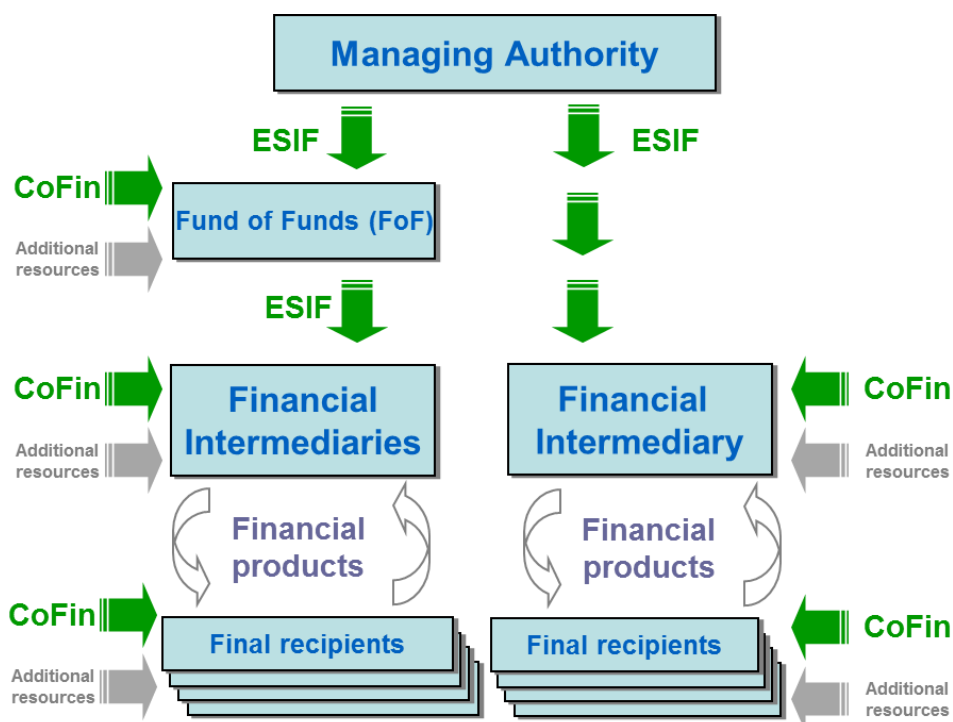 Managing Authority
ESIF
ESIF
CoFin
Fund of Funds (FoF)
Additional
resources
ESIF
CoFin
Financial
Intermediaries
Additional
resources
Financial
Intermediary
CoFin
Additional
resources
Financial
products
Financial
products
CoFin
Final recipients
Additional
resources
Final recipients
CoFin
Additional
resources